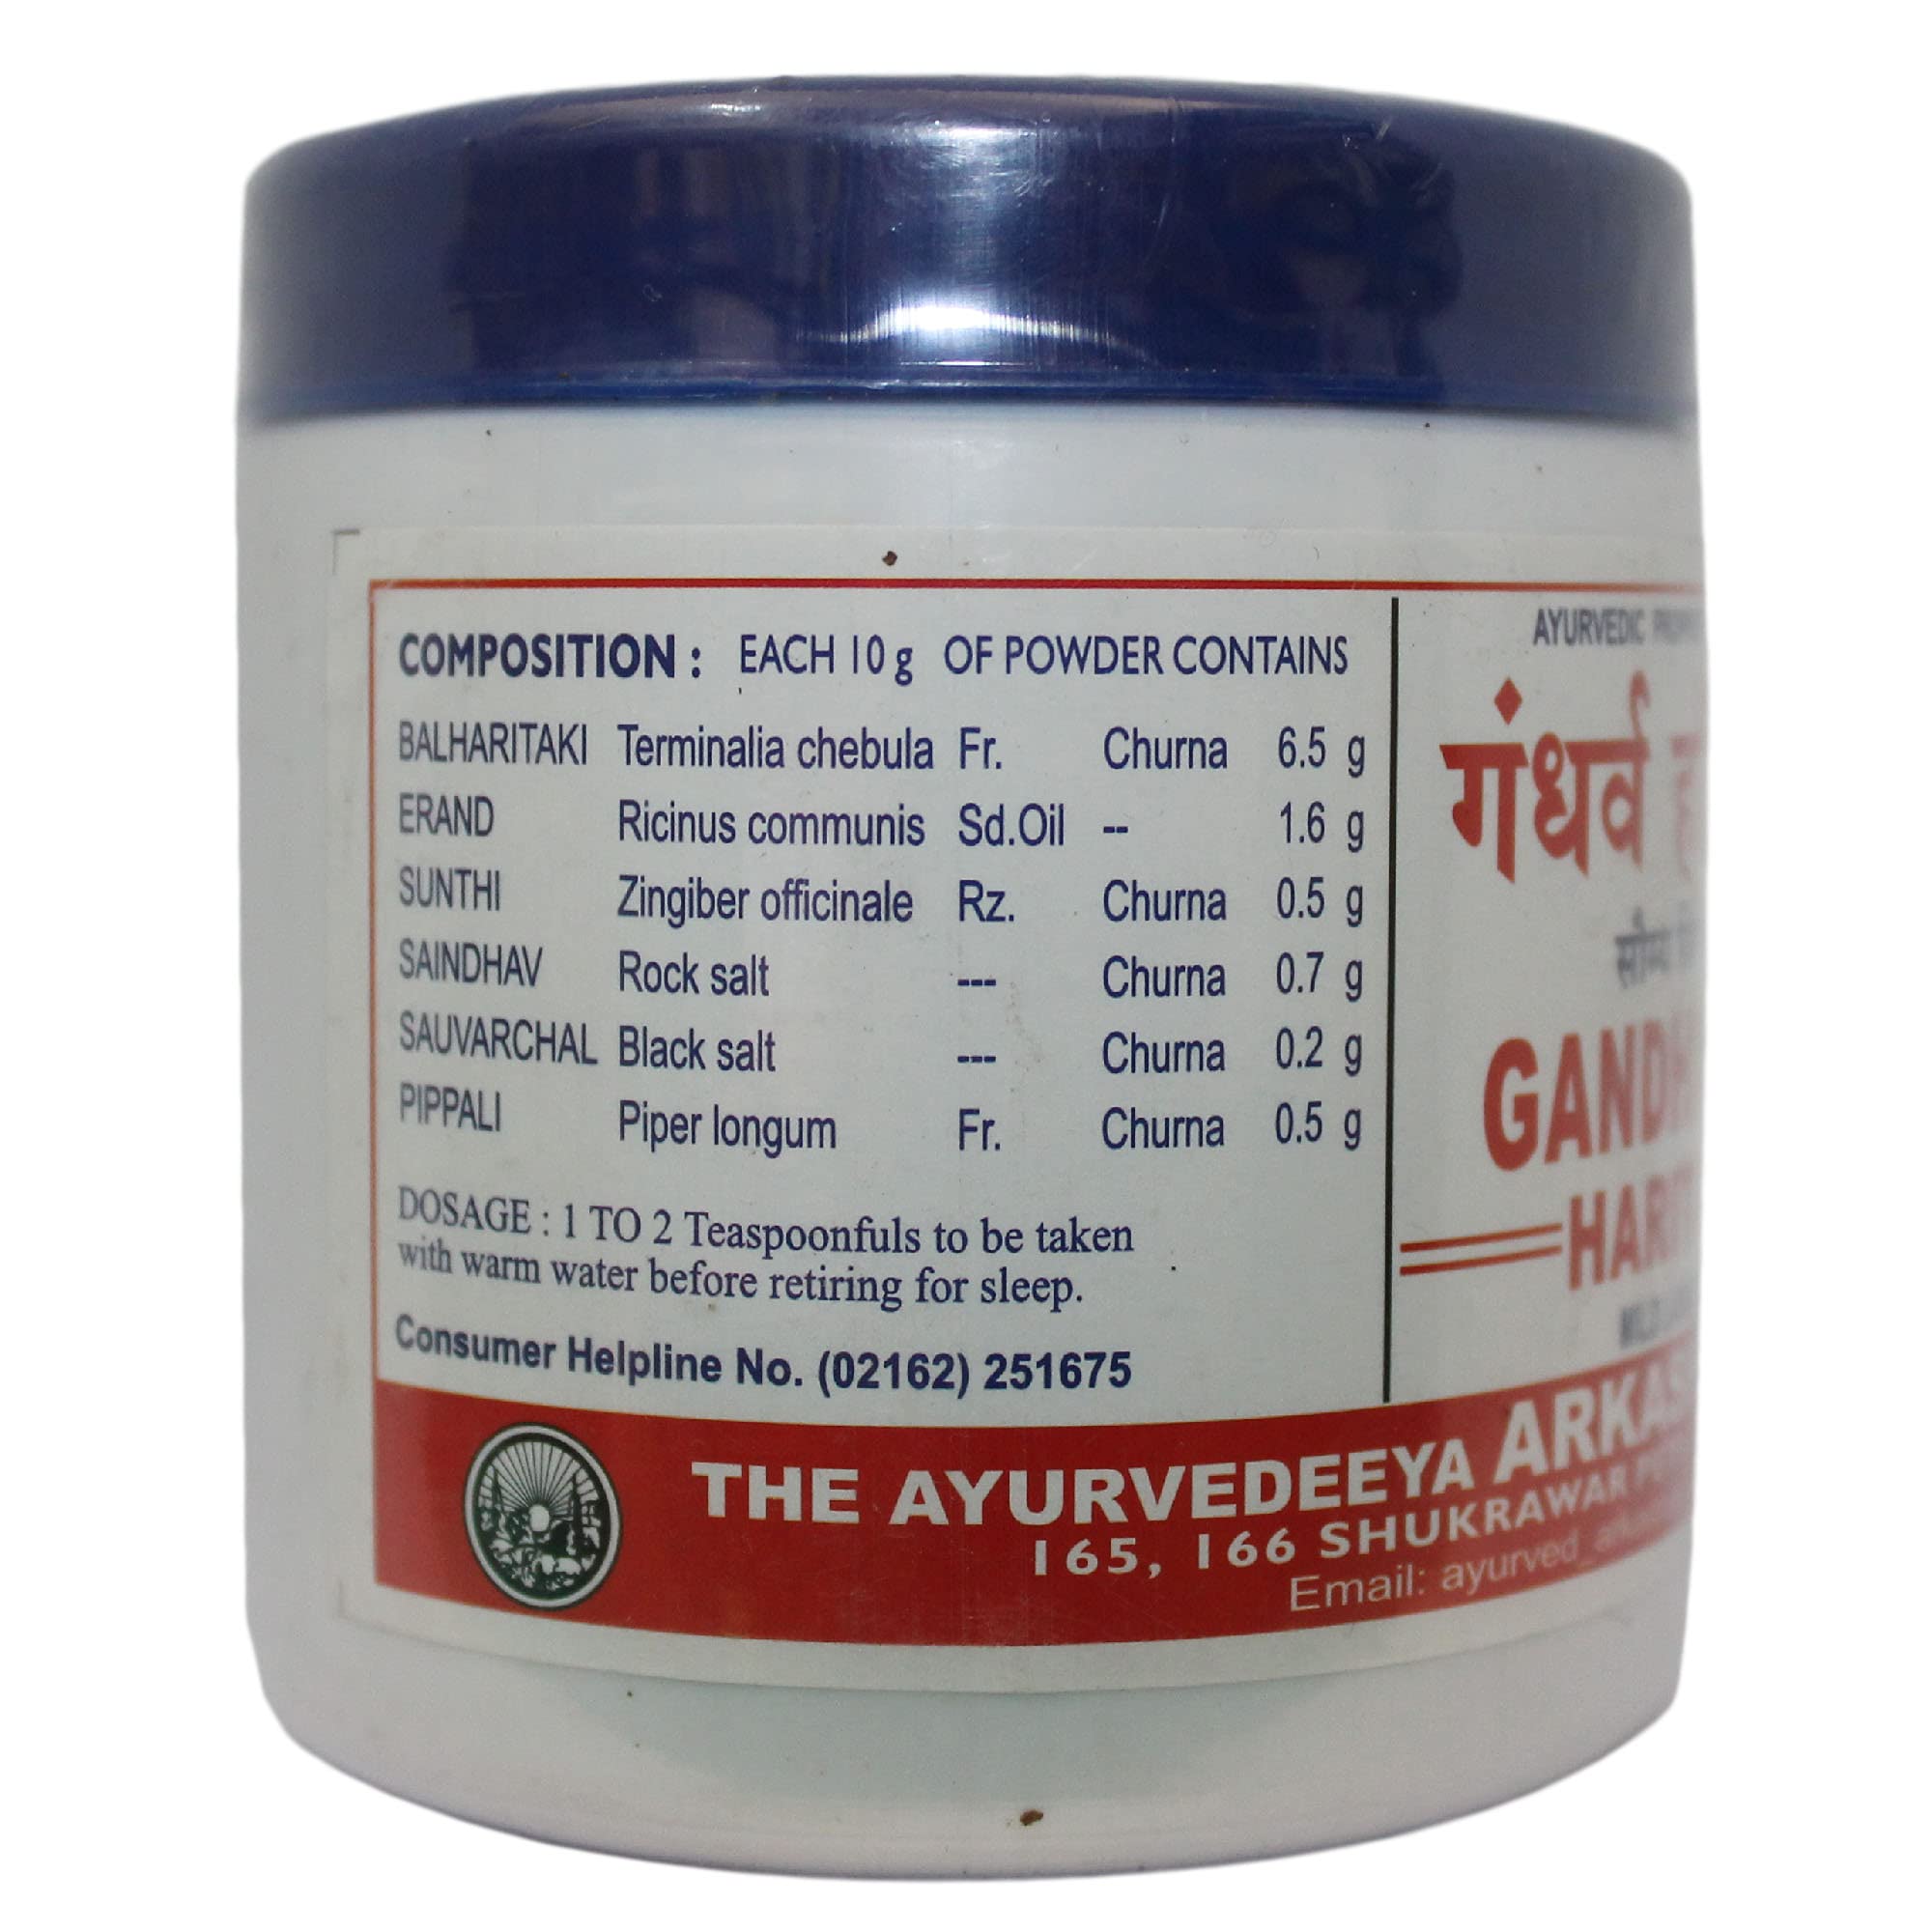 COMPOSITION : EACH 10 g OF POWDER CONTAINS
BALHARITAKI Terminalia chebula Fr. Churna 6.5 g
ERAND Ricinus communis Sd.Oil -- 1.6 g
SUNTHI Zingiber officinale Rz. Churna 0.5 g
SAINDHAV Rock salt --- Churna 0.7 g
SAUVARCHAL Black salt --- Churna 0.2 g
PIPPALI Piper longum Fr. Churna 0.5 g
DOSAGE : 1 TO 2 Teaspoonfuls to be taken
with warm water before retiring for sleep.
Consumer Helpline No. (02162) 251675
AYURVEDIC
गंधर्व
सौम्य
GANDH
HARI
THE AYURVEDEEYA ARKAS
165, 166 SHUKRAWAR
Email: ayurved_